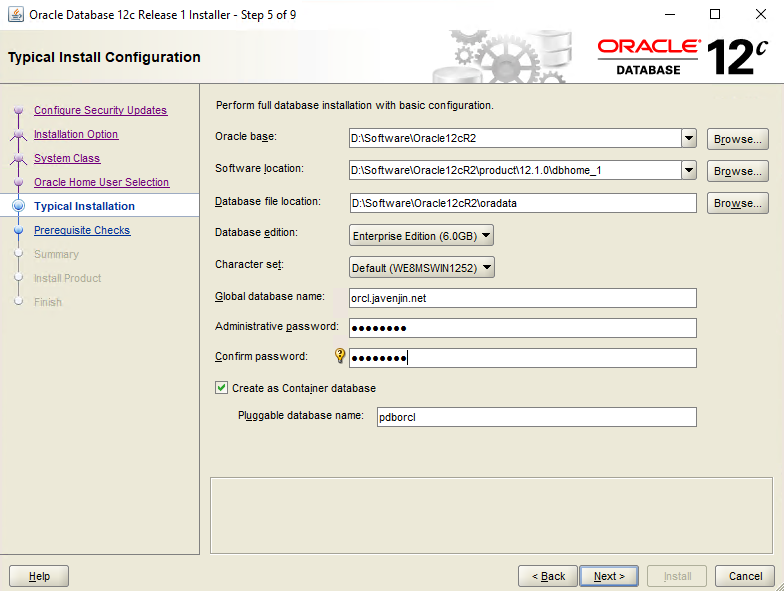 Oracle Database 12c Release 1 Installer - Step 5 of 9
Typical Install Configuration
ORACLE®
DATABASE
12c
Configure Security Updates
Installation Option
System Class
Oracle Home User Selection
Typical Installation
Prerequisite Checks
Summary
Install Product
Finish
Perform full database installation with basic configuration.
Oracle base: D:\Software\Oracle12cR2 Browse...
Software location: D:\Software\Oracle12cR2\product\12.1.0\dbhome_1 Browse...
Database file location: D:\Software\Oracle12cR2\oradata Browse...
Database edition: Enterprise Edition (6.0GB)
Character set: Default (WE8MSWIN1252)
Global database name: orcl.javenjin.net
Administrative password: ●●●●●●●●
Confirm password: ●●●●●●●●
Create as Container database
Pluggable database name: pdborcl
Help < Back Next > Install Cancel